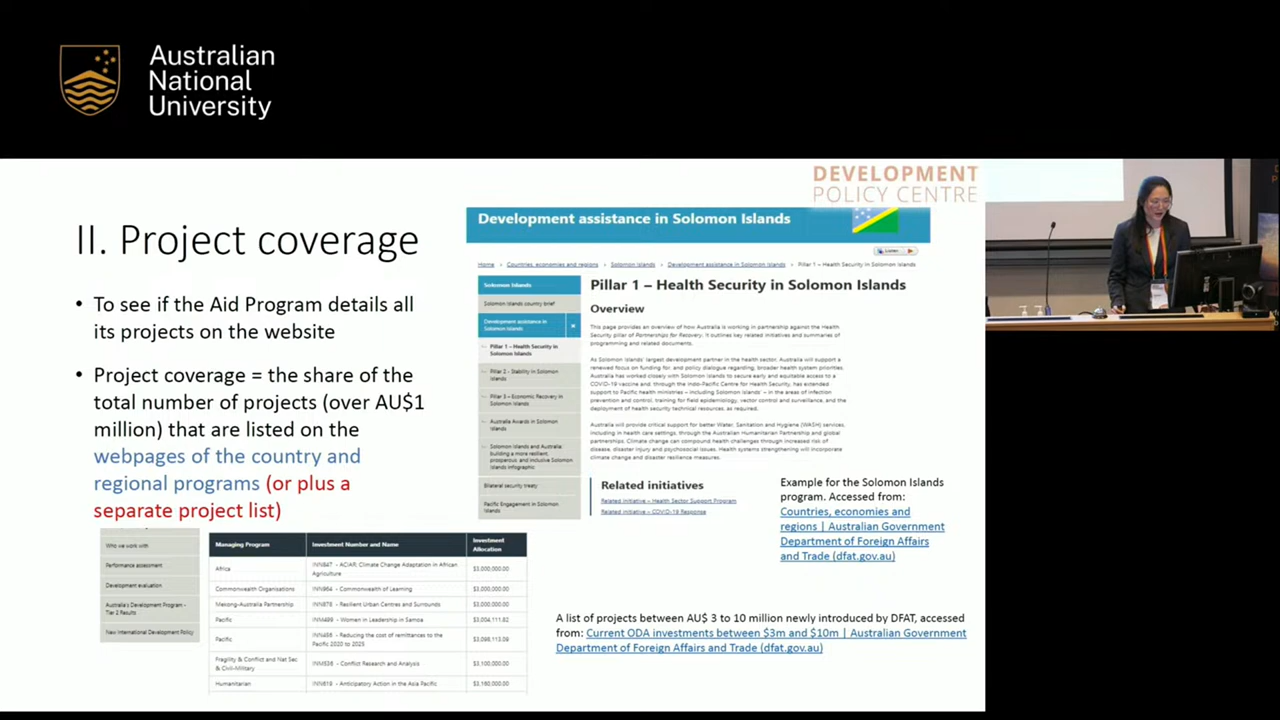 Australian
National
University
DEVELOPMENT
POLICY CENTRE
II. Project coverage
• To see if the Aid Program details all
its projects on the website
• Project coverage = the share of the
total number of projects (over AU$1
million) that are listed on the
webpages of the country and
regional programs (or plus a
separate project list)
Development assistance in Solomon Islands
Listen
Home › Countries, economies and regions › Solomon Islands › Development assistance in Solomon Islands › Pillar 1 – Health Security in Solomon Islands
Solomon Islands
Solomon Islands country brief
Development assistance in
Solomon Islands
Pillar 1 – Health Security in
Solomon Islands
Pillar 2 - Stability in Solomon
Islands
Pillar 3 – Economic Recovery in
Solomon Islands
Australia Awards in Solomon
Islands
Solomon Islands and Australia:
building a more resilient,
prosperous and inclusive Solomon
Islands infographic
Bilateral security treaty
Pacific Engagement in Solomon
Islands
Pillar 1 – Health Security in Solomon Islands
Overview
This page provides an overview of how Australia is working in partnership against the Health
Security pillar of Partnerships for Recovery. It outlines key related initiatives and summaries of
programming and related documents.
As Solomon Islands' largest development partner in the health sector, Australia will support a
renewed focus on funding for, and policy dialogue regarding, broader health system priorities.
Australia has worked closely with Solomon Islands to secure early and equitable access to a
COVID-19 vaccine and, through the Indo-Pacific Centre for Health Security, has extended
support to Pacific health ministries – including Solomon Islands' – in the areas of infection
prevention and control, training for field epidemiology, vector control and surveillance, and the
deployment of health security technical resources, as required.
Australia will provide critical support for better Water, Sanitation and Hygiene (WASH) services,
including in health care settings, through the Australian Humanitarian Partnership and global
partnerships. Climate change can compound health challenges through increased risk of
disease, disaster injury and psychosocial issues. Health systems strengthening will incorporate
climate change and disaster resilience measures.
Related initiatives
Related initiative – Health Sector Support Program
Related initiative – COVID-19 Response
Example for the Solomon Islands
program. Accessed from:
Countries, economies and
regions | Australian Government
Department of Foreign Affairs
and Trade (dfat.gov.au)
Who we work with
Performance assessment
Development evaluation
Australia's Development Program -
Tier 2 Results
New International Development Policy
Managing Program Investment Number and Name Investment
Allocation
Africa INN847 - ACIAR: Climate Change Adaptation in African
Agriculture $3,000,000.00
Commonwealth Organisations INN964 - Commonwealth of Learning $3,000,000.00
Mekong-Australia Partnership INN878 - Resilient Urban Centres and Surrounds $3,000,000.00
Pacific INM499 - Women in Leadership in Samoa $3,004,111.82
Pacific INN486 - Reducing the cost of remittances to the
Pacific 2020 to 2025 $3,098,113.09
Fragility & Conflict and Nat Sec
& Civil-Military INM536 - Conflict Research and Analysis $3,100,000.00
Humanitarian INN619 - Anticipatory Action in the Asia Pacific $3,160,000.00
A list of projects between AU$ 3 to 10 million newly introduced by DFAT, accessed
from: Current ODA investments between $3m and $10m | Australian Government
Department of Foreign Affairs and Trade (dfat.gov.au)